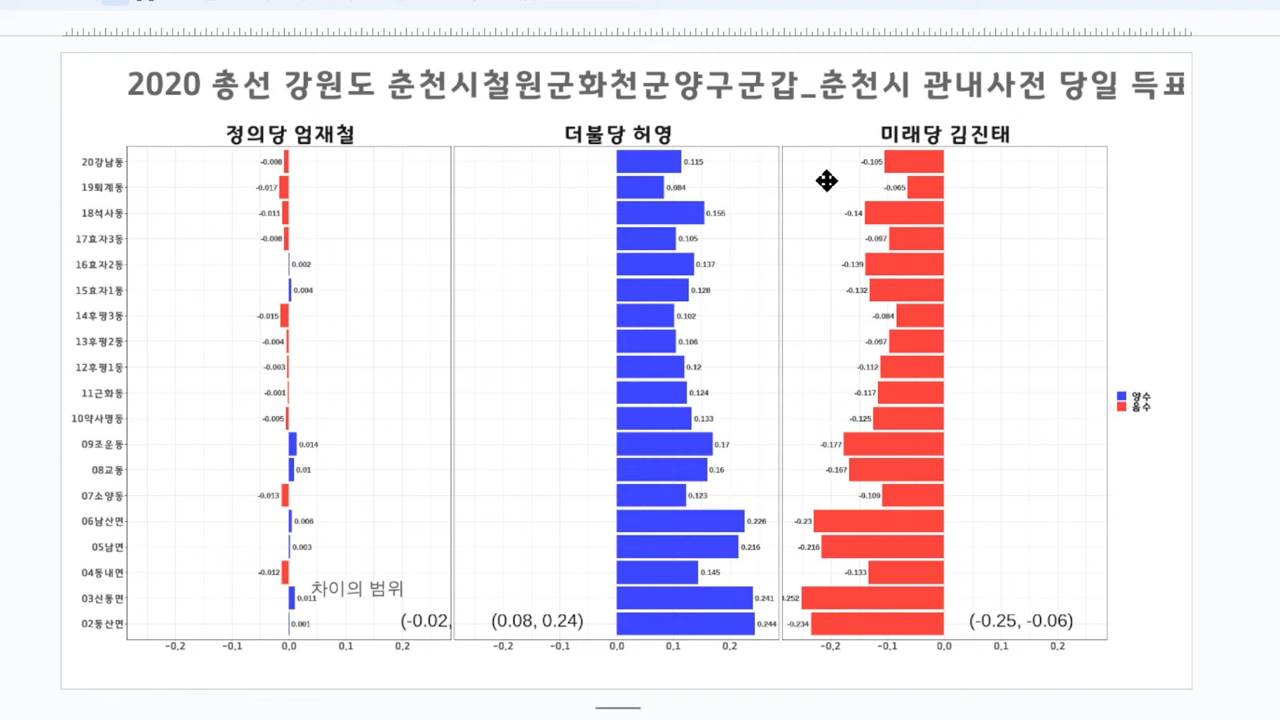 2020 총선 강원도 춘천시철원군화천군양구군갑_춘천시 관내사전 당일 득표
정의당 엄재철
더불당 허영
미래당 김진태
20강남동 -0.008 0.115 -0.105
19퇴계동 -0.017 0.084 -0.065
18석사동 -0.011 0.155 -0.14
17효자3동 -0.008 0.105 -0.097
16효자2동 0.002 0.137 -0.139
15효자1동 0.004 0.128 -0.132
14후평3동 -0.015 0.102 -0.084
13후평2동 -0.004 0.106 -0.097
12후평1동 -0.003 0.12 -0.112
11근화동 -0.001 0.124 -0.117
10약사명동 -0.005 0.133 -0.125
09조운동 0.014 0.17 -0.177
08교동 0.01 0.16 -0.167
07소양동 -0.013 0.123 -0.109
06남산면 0.006 0.226 -0.23
05남면 0.003 0.216 -0.216
04동내면 -0.012 0.145 -0.133
차이의 범위
03신동면 0.011 0.241 .252
02동산면 0.001 0.244 -0.234
(-0.02, (0.08, 0.24) (-0.25, -0.06)
-0,2 -0,1 0,0 0,1 0,2 -0,2 -0,1 0,0 0,1 0,2 -0,2 -0,1 0,0 0,1 0,2
양수
음수